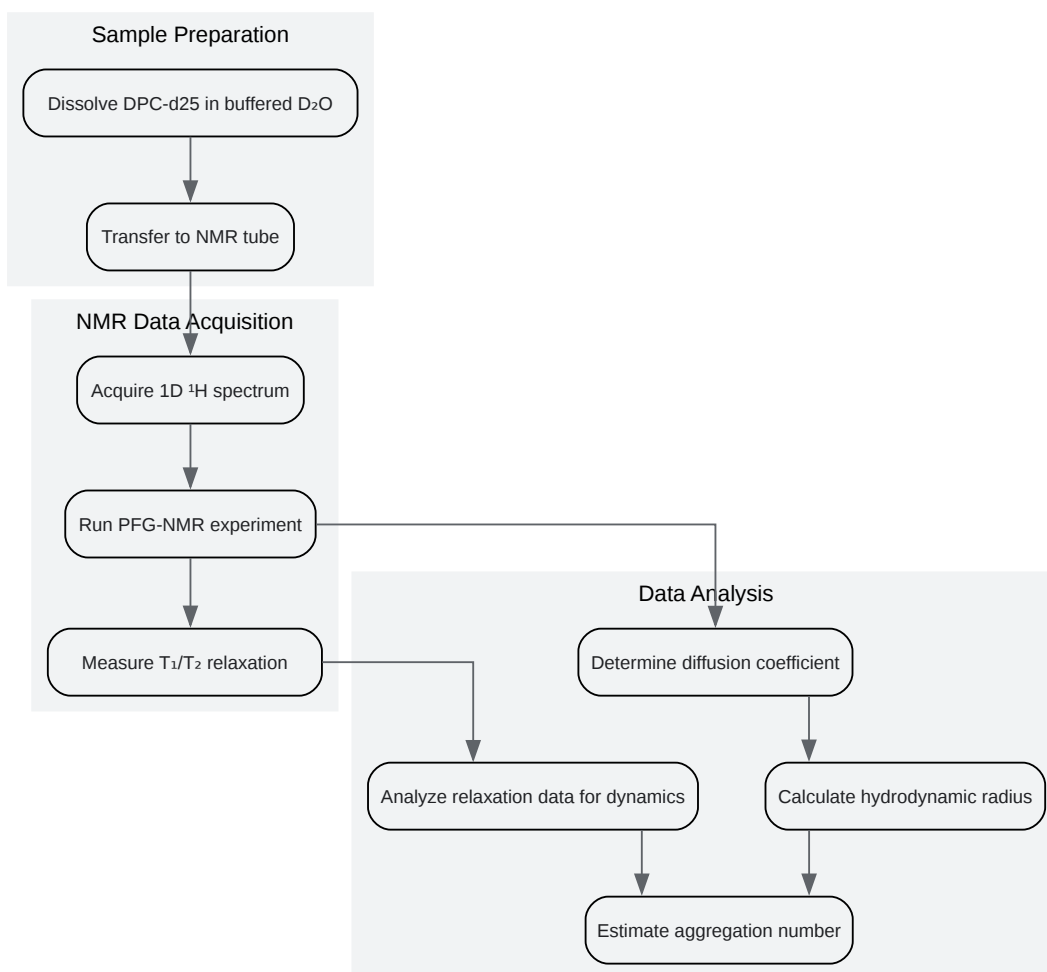 Sample Preparation
Dissolve DPC-d25 in buffered D₂O
Transfer to NMR tube
NMR Data Acquisition
Acquire 1D ¹H spectrum
Run PFG-NMR experiment
Measure T₁/T₂ relaxation
Data Analysis
Determine diffusion coefficient
Analyze relaxation data for dynamics
Calculate hydrodynamic radius
Estimate aggregation number